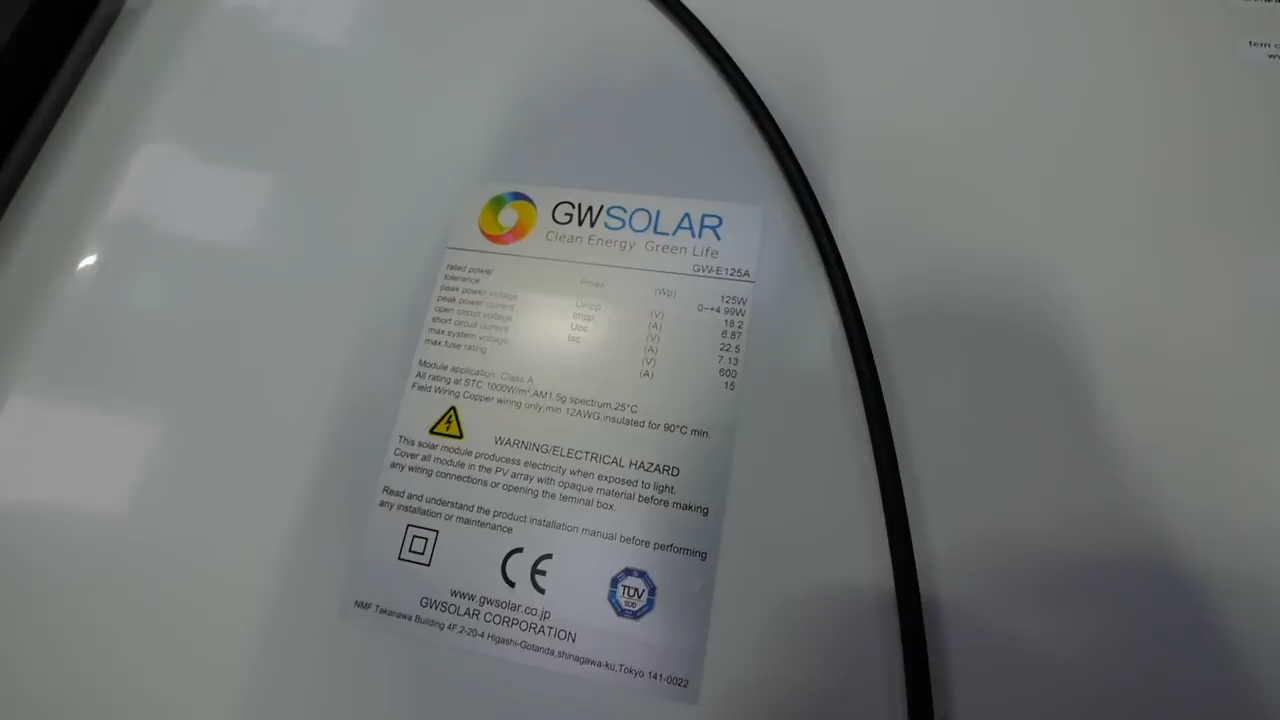 GWSOLAR
Clean Energy Green Life
GW-E125A
rated power Pmax (Wp) 125W
tolerance 0~+4.99W
peak power voltage Umpp (V) 18.2
peak power current Impp (A) 6.87
open circuit voltage Uoc (V) 22.5
short circuit current Isc (A) 7.13
max.system voltage (V) 600
max.fuse rating (A) 15
Module application: Class A
All rating at STC 1000W/m²,AM1.5g spectrum,25°C
Field Wiring Copper wiring only,min 12AWG,insulated for 90°C min.
WARNING/ELECTRICAL HAZARD
This solar module producess electricity when exposed to light.
Cover all module in the PV array with opaque material before making
any wiring connections or opening the teminal box.
Read and understand the product installation manual before performing
any installation or maintenance
CE
TÜV
SÜD
www.gwsolar.co.jp
GWSOLAR CORPORATION
NMF Takanawa Building 4F,2-20-4 Higashi-Gotanda,shinagawa-ku,Tokyo 141-0022